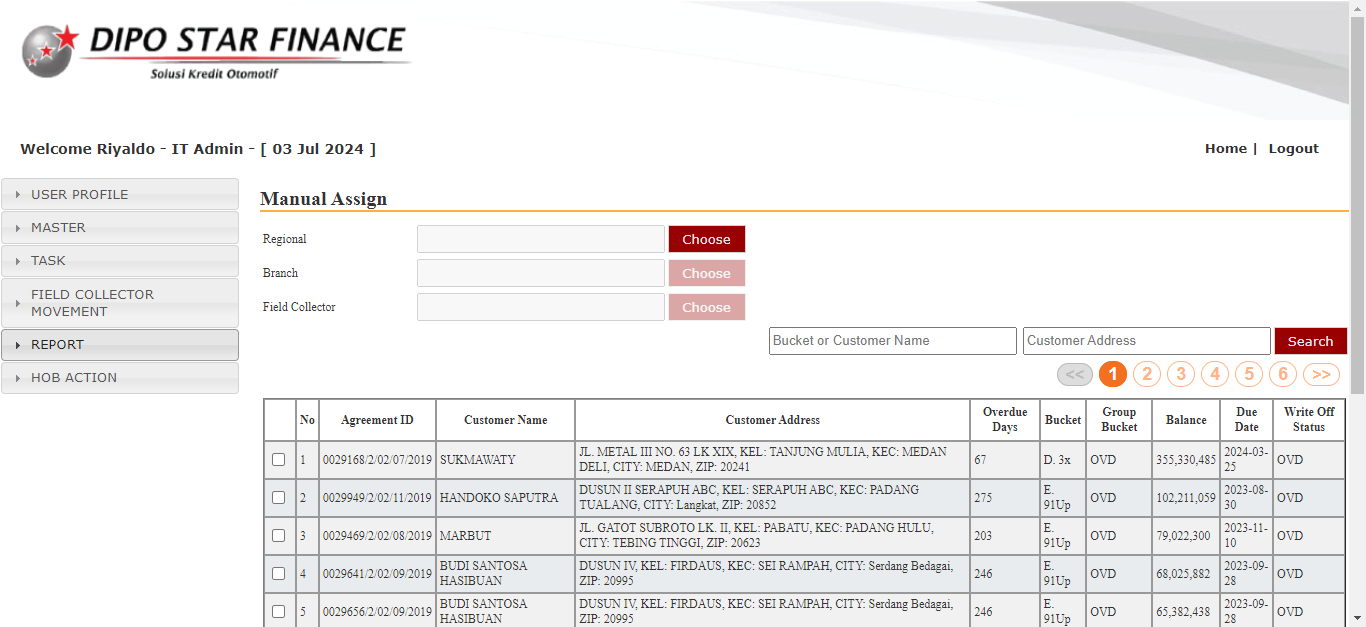 DIPO STAR FINANCE
Solusi Kredit Otomotif
Welcome Riyaldo - IT Admin - [ 03 Jul 2024 ]
Home | Logout
USER PROFILE
MASTER
TASK
FIELD COLLECTOR
MOVEMENT
REPORT
HOB ACTION
Manual Assign
Regional Choose
Branch Choose
Field Collector Choose
Bucket or Customer Name Customer Address Search
<< 1 2 3 4 5 6 >>
No Agreement ID Customer Name Customer Address Overdue Days Bucket Group Bucket Balance Due Date Write Off Status
1 0029168/2/02/07/2019 SUKMAWATY JL. METAL III NO. 63 LK XIX, KEL: TANJUNG MULIA, KEC: MEDAN DELI, CITY: MEDAN, ZIP: 20241 67 D. 3x OVD 355,330,485 2024-03-25 OVD
2 0029949/2/02/11/2019 HANDOKO SAPUTRA DUSUN II SERAPUH ABC, KEL: SERAPUH ABC, KEC: PADANG TUALANG, CITY: Langkat, ZIP: 20852 275 E. 91Up OVD 102,211,059 2023-08-30 OVD
3 0029469/2/02/08/2019 MARBUT JL. GATOT SUBROTO LK. II, KEL: PABATU, KEC: PADANG HULU, CITY: TEBING TINGGI, ZIP: 20623 203 E. 91Up OVD 79,022,300 2023-11-10 OVD
4 0029641/2/02/09/2019 BUDI SANTOSA HASIBUAN DUSUN IV, KEL: FIRDAUS, KEC: SEI RAMPAH, CITY: Serdang Bedagai, ZIP: 20995 246 E. 91Up OVD 68,025,882 2023-09-28 OVD
5 0029656/2/02/09/2019 BUDI SANTOSA HASIBUAN DUSUN IV, KEL: FIRDAUS, KEC: SEI RAMPAH, CITY: Serdang Bedagai, ZIP: 20995 246 E. 91Up OVD 65,382,438 2023-09-28 OVD